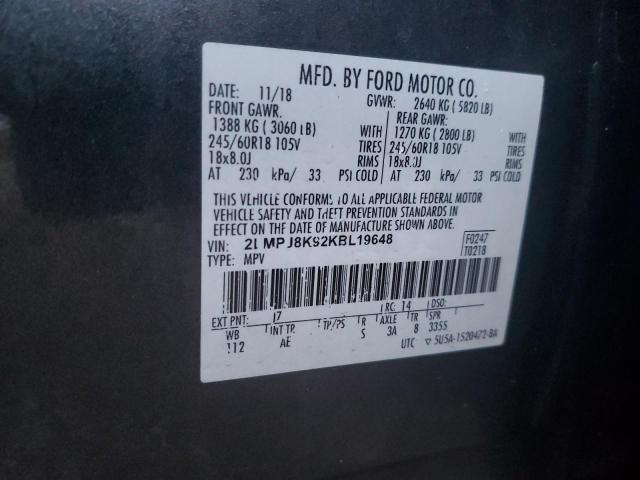 MFD. BY FORD MOTOR CO.
DATE: 11/18 GVWR: 2640 KG ( 5820 LB)
FRONT GAWR: REAR GAWR:
1388 KG ( 3060 LB) WITH 1270 KG ( 2800 LB) WITH
245/60R18 105V TIRES 245/60R18 105V TIRES
18x8.0J RIMS 18x8.0J RIMS
AT 230 kPa/ 33 PSI COLD AT 230 kPa/ 33 PSI COLD
THIS VEHICLE CONFORMS TO ALL APPLICABLE FEDERAL MOTOR
VEHICLE SAFETY AND THEFT PREVENTION STANDARDS IN
EFFECT ON THE DATE OF MANUFACTURE SHOWN ABOVE.
VIN: 2LMPJ8K92KBL19648 F0247
TYPE: MPV T0218
EXT PNT: J7 RC: 14 DSO:
WB INT TR TP/PS R AXLE TR SPR
112 AE S 3A 8 3355
UTC ▽ 5U5A-1520472-BA